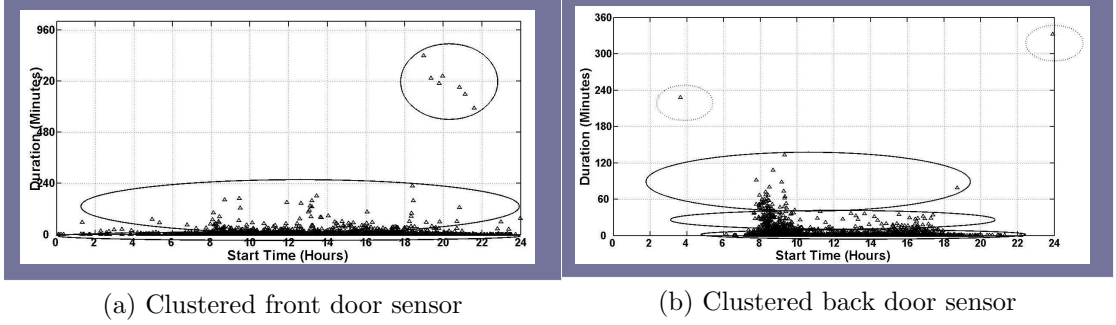 960
720
480
240
0
Duration (Minutes)
0 2 4 6 8 10 12 14 16 18 20 22 24
Start Time (Hours)
(a) Clustered front door sensor
360
300
240
180
120
60
0
Duration (Minutes)
0 2 4 6 8 10 12 14 16 18 20 22 24
Start Time (Hours)
(b) Clustered back door sensor